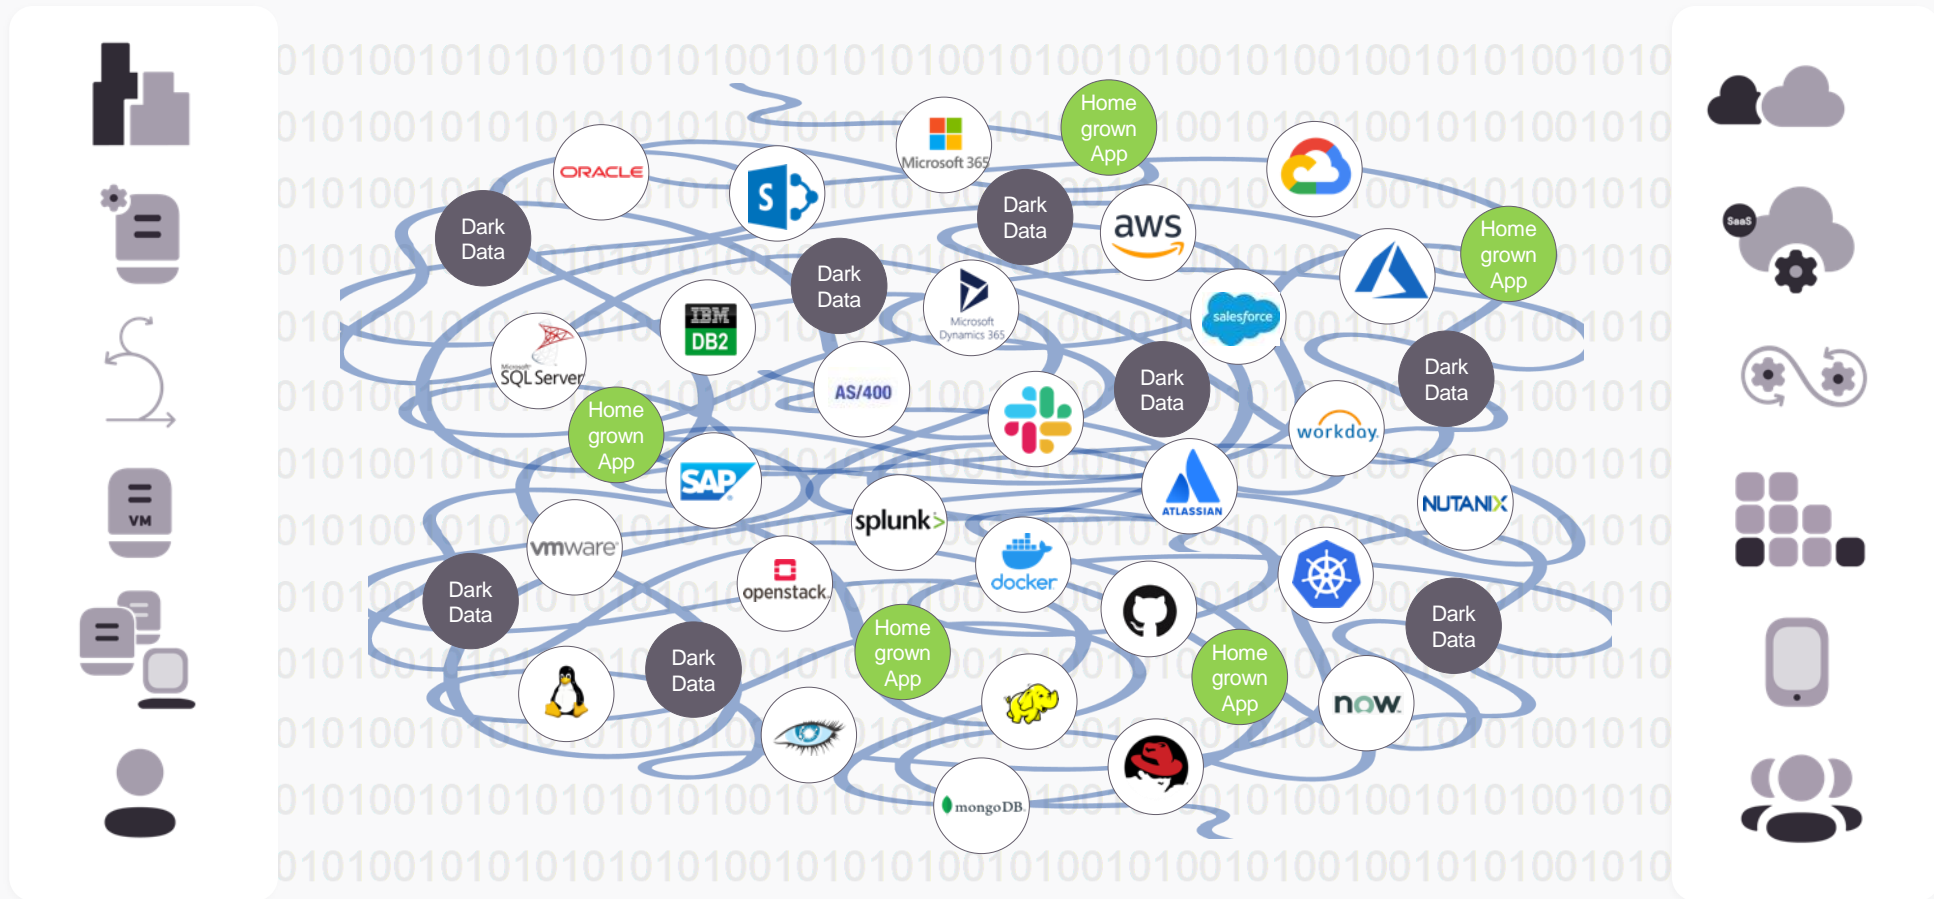 Home
grown
App
Microsoft 365
ORACLE
S
Dark
Data
aws
Dark
Data
Home
grown
App
SaaS
Dark
Data
Microsoft
Dynamics 365
salesforce
IBM
DB2
Microsoft
SQL Server
Dark
Data
Dark
Data
AS/400
Home
grown
App
workday.
SAP
ATLASSIAN
NUTANIX
splunk>
VM
vmware
docker
openstack.
Dark
Data
Dark
Data
Home
grown
App
Dark
Data
Home
grown
App
now
mongoDB